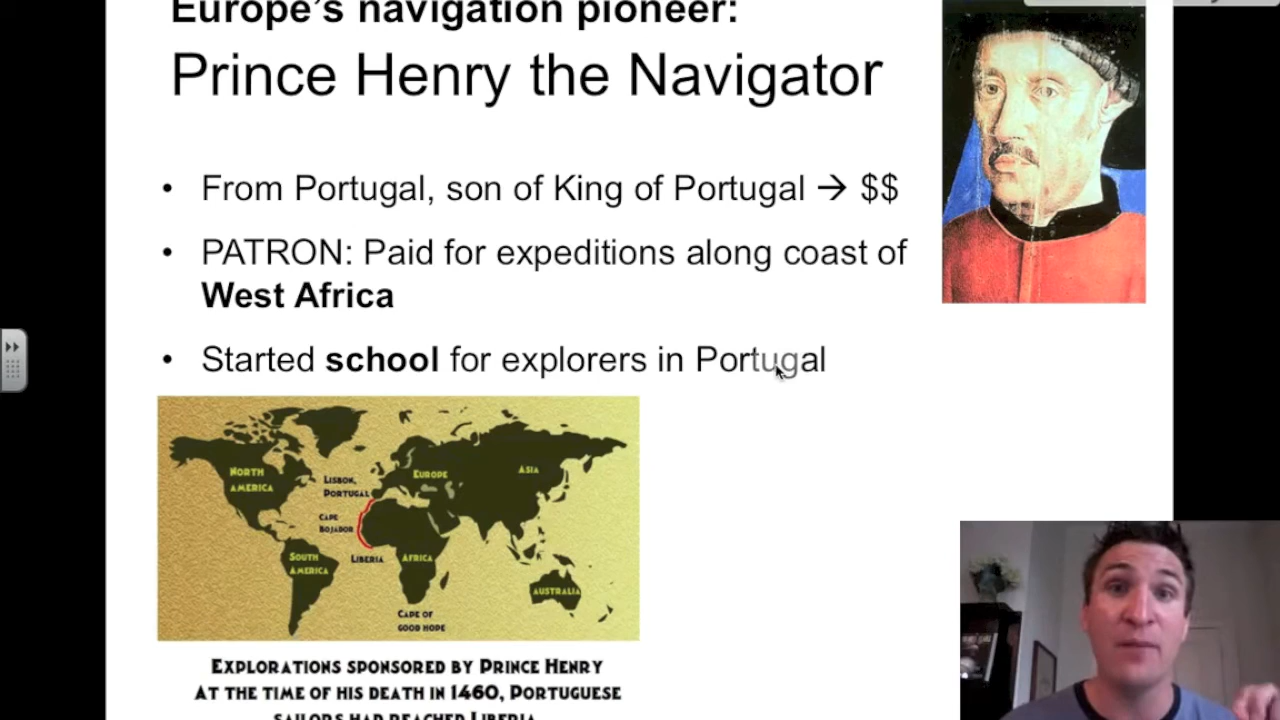 Europe's navigation pioneer:
Prince Henry the Navigator
• From Portugal, son of King of Portugal → $$
• PATRON: Paid for expeditions along coast of
West Africa
• Started school for explorers in Portugal
NORTH
AMERICA
LISBON,
PORTUGAL
EUROPE
ASIA
CAPE
BOJADOR
LIBERIA
AFRICA
SOUTH
AMERICA
AUSTRALIA
CAPE OF
GOOD HOPE
EXPLORATIONS SPONSORED BY PRINCE HENRY
AT THE TIME OF HIS DEATH IN 1460, PORTUGUESE
SAILORS HAD REACHED LIBERIA.